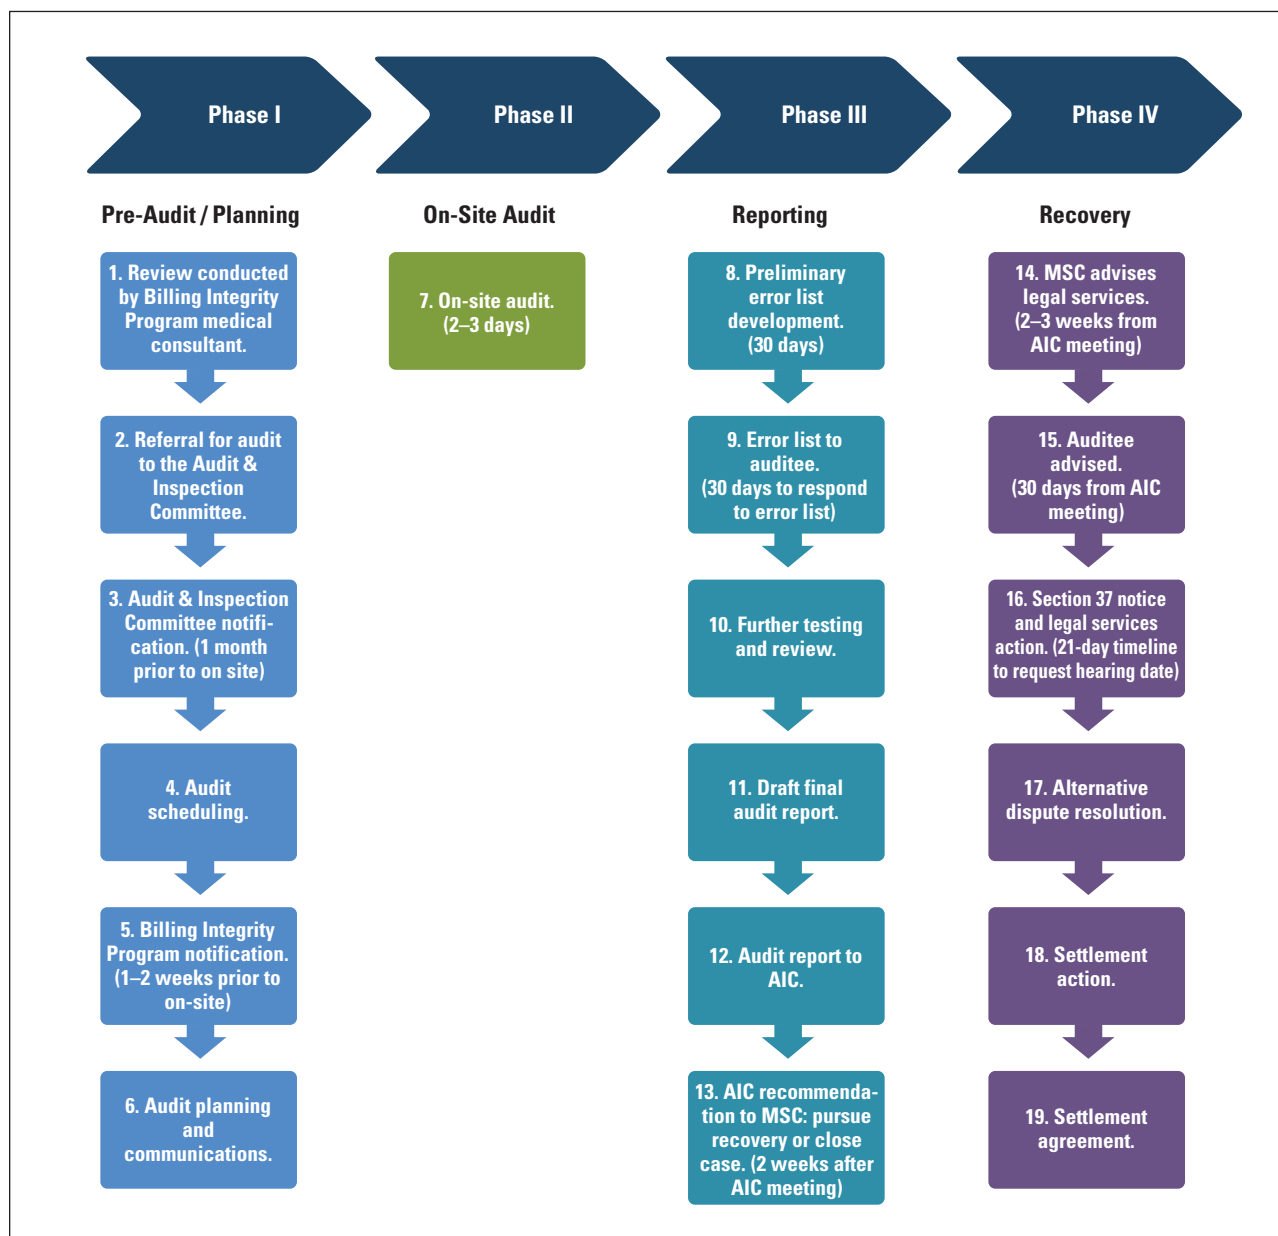 Phase I
Phase II
Phase III
Phase IV
Pre-Audit / Planning
On-Site Audit
Reporting
Recovery
1. Review conducted
by Billing Integrity
Program medical
consultant.
2. Referral for audit
to the Audit &
Inspection
Committee.
3. Audit & Inspection
Committee notifi-
cation. (1 month
prior to on site)
4. Audit
scheduling.
5. Billing Integrity
Program notification.
(1–2 weeks prior to
on-site)
6. Audit planning
and
communications.
7. On-site audit.
(2–3 days)
8. Preliminary
error list
development.
(30 days)
9. Error list to
auditee.
(30 days to respond
to error list)
10. Further testing
and review.
11. Draft final
audit report.
12. Audit report to
AIC.
13. AIC recommenda-
tion to MSC: pursue
recovery or close
case. (2 weeks after
AIC meeting)
14. MSC advises
legal services.
(2–3 weeks from
AIC meeting)
15. Auditee
advised.
(30 days from AIC
meeting)
16. Section 37 notice
and legal services
action. (21-day timeline
to request hearing date)
17. Alternative
dispute resolution.
18. Settlement
action.
19. Settlement
agreement.